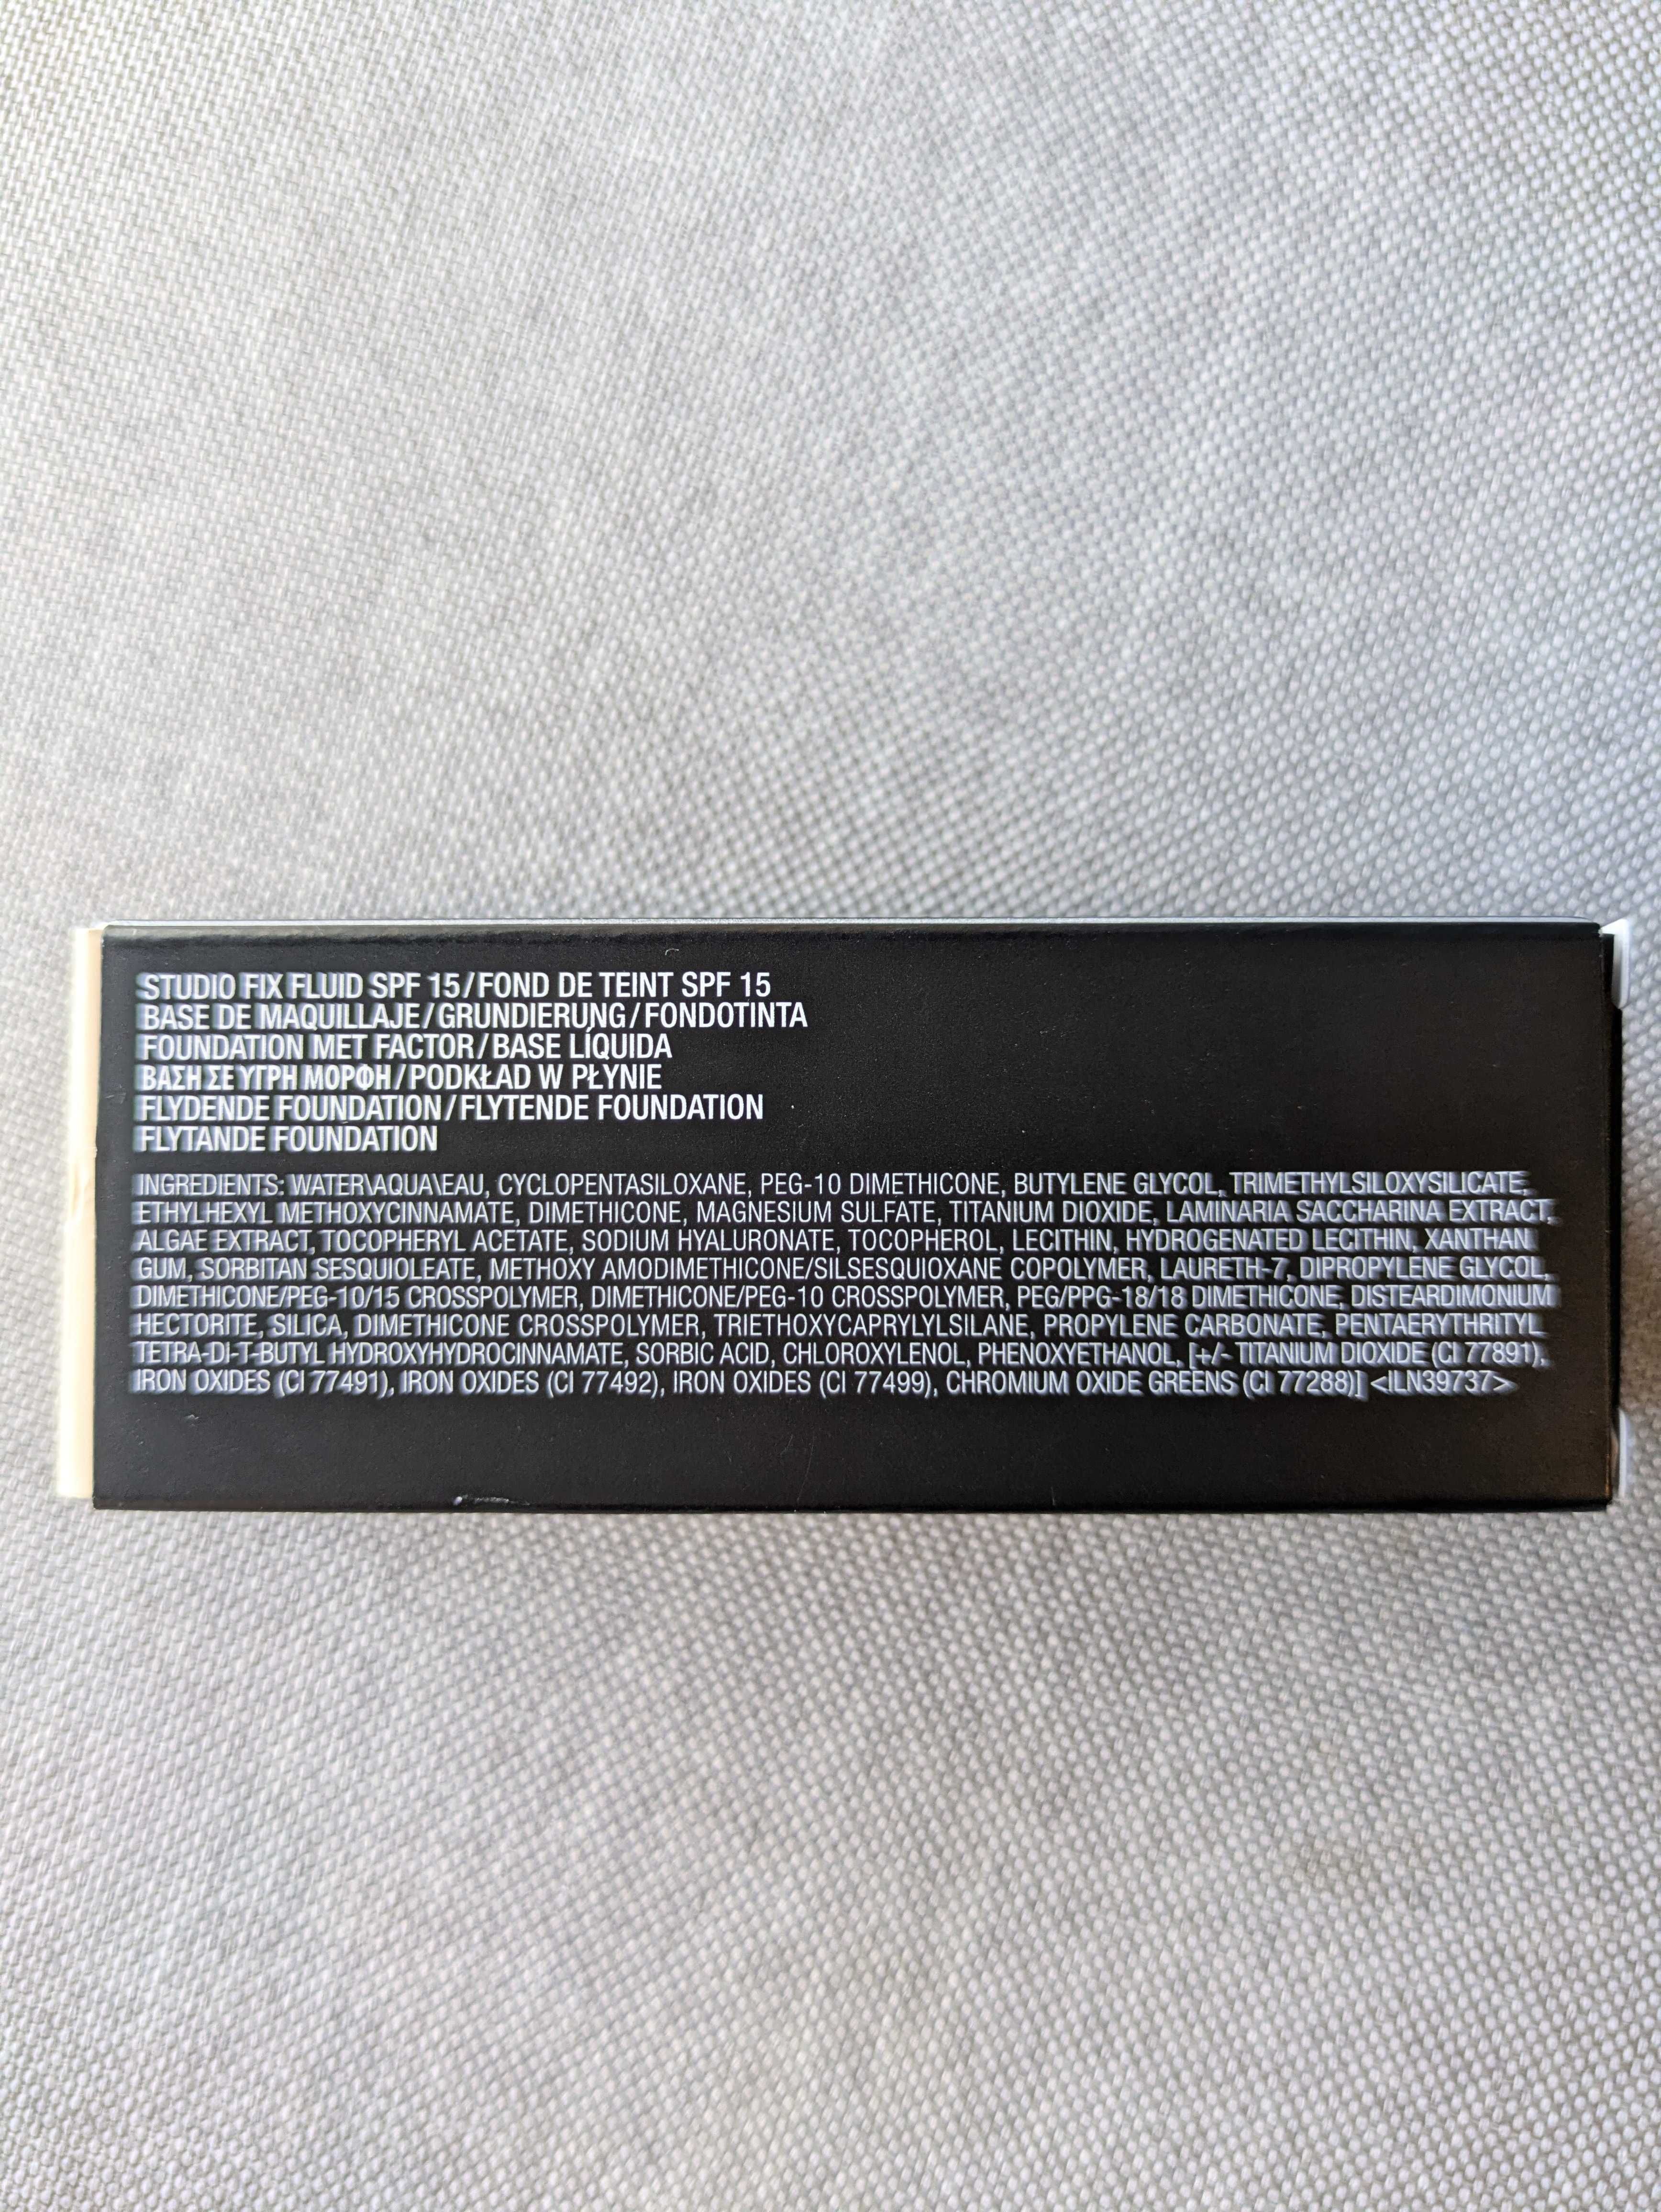 STUDIO FIX FLUID SPF 15/FOND DE TEINT SPF 15
BASE DE MAQUILLAJE/GRUNDIERUNG/FONDOTINTA
FOUNDATION MET FACTOR/BASE LÍQUIDA
ΒΑΣΗ ΣΕ ΥΓΡΗ ΜΟΡΦΗ/PODKŁAD W PŁYNIE
FLYDENDE FOUNDATION/FLYTENDE FOUNDATION
FLYTANDE FOUNDATION
INGREDIENTS: WATER\AQUA\EAU, CYCLOPENTASILOXANE, PEG-10 DIMETHICONE, BUTYLENE GLYCOL, TRIMETHYLSILOXYSILICATE,
ETHYLHEXYL METHOXYCINNAMATE, DIMETHICONE, MAGNESIUM SULFATE, TITANIUM DIOXIDE, LAMINARIA SACCHARINA EXTRACT,
ALGAE EXTRACT, TOCOPHERYL ACETATE, SODIUM HYALURONATE, TOCOPHEROL, LECITHIN, HYDROGENATED LECITHIN, XANTHAN
GUM, SORBITAN SESQUIOLEATE, METHOXY AMODIMETHICONE/SILSESQUIOXANE COPOLYMER, LAURETH-7, DIPROPYLENE GLYCOL,
DIMETHICONE/PEG-10/15 CROSSPOLYMER, DIMETHICONE/PEG-10 CROSSPOLYMER, PEG/PPG-18/18 DIMETHICONE, DISTEARDIMONIUM
HECTORITE, SILICA, DIMETHICONE CROSSPOLYMER, TRIETHOXYCAPRYLYLSILANE, PROPYLENE CARBONATE, PENTAERYTHRITYL
TETRA-DI-T-BUTYL HYDROXYHYDROCINNAMATE, SORBIC ACID, CHLOROXYLENOL, PHENOXYETHANOL, [+/- TITANIUM DIOXIDE (CI 77891),
IRON OXIDES (CI 77491), IRON OXIDES (CI 77492), IRON OXIDES (CI 77499), CHROMIUM OXIDE GREENS (CI 77288)] <ILN39737>